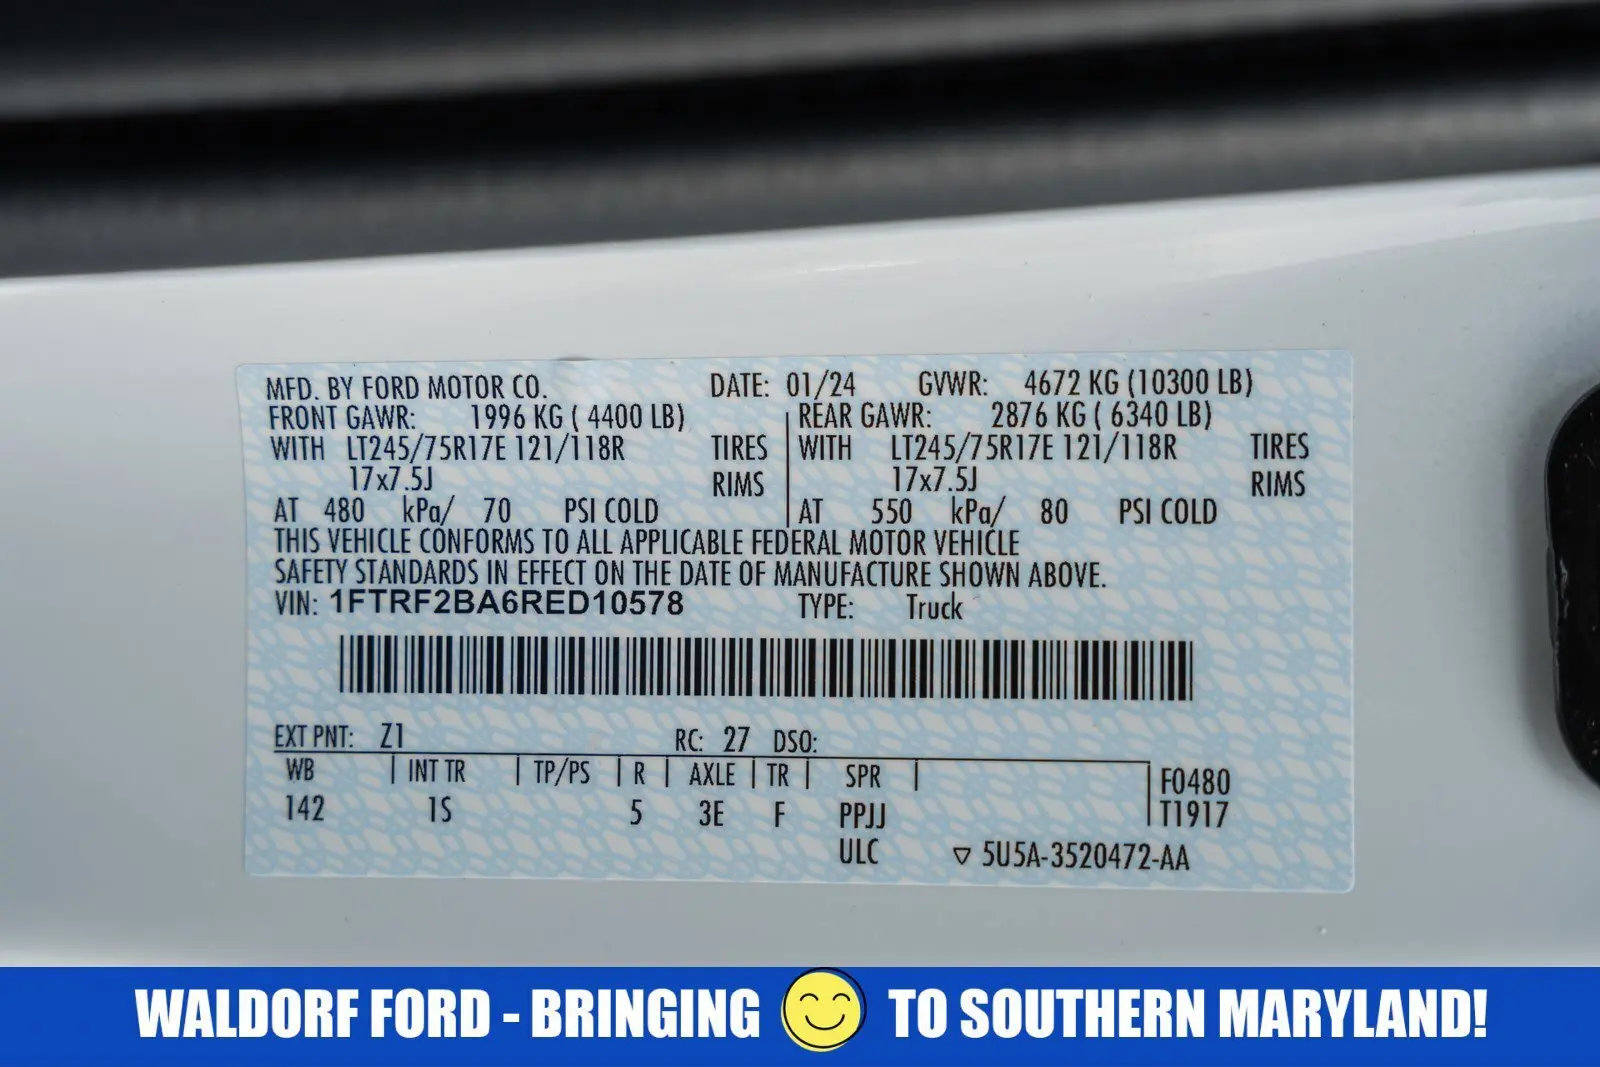 MFD. BY FORD MOTOR CO. DATE: 01/24 GVWR: 4672 KG (10300 LB)
FRONT GAWR: 1996 KG ( 4400 LB) REAR GAWR: 2876 KG ( 6340 LB)
WITH LT245/75R17E 121/118R TIRES WITH LT245/75R17E 121/118R TIRES
17x7.5J RIMS 17x7.5J RIMS
AT 480 kPa/ 70 PSI COLD AT 550 kPa/ 80 PSI COLD
THIS VEHICLE CONFORMS TO ALL APPLICABLE FEDERAL MOTOR VEHICLE
SAFETY STANDARDS IN EFFECT ON THE DATE OF MANUFACTURE SHOWN ABOVE.
VIN: 1FTRF2BA6RED10578 TYPE: Truck
EXT PNT: Z1 RC: 27 DSO:
WB INT TR TP/PS R AXLE TR SPR F0480
142 1S 5 3E F PPJJ T1917
ULC ▽ 5U5A-3520472-AA
WALDORF FORD - BRINGING 😊 TO SOUTHERN MARYLAND!